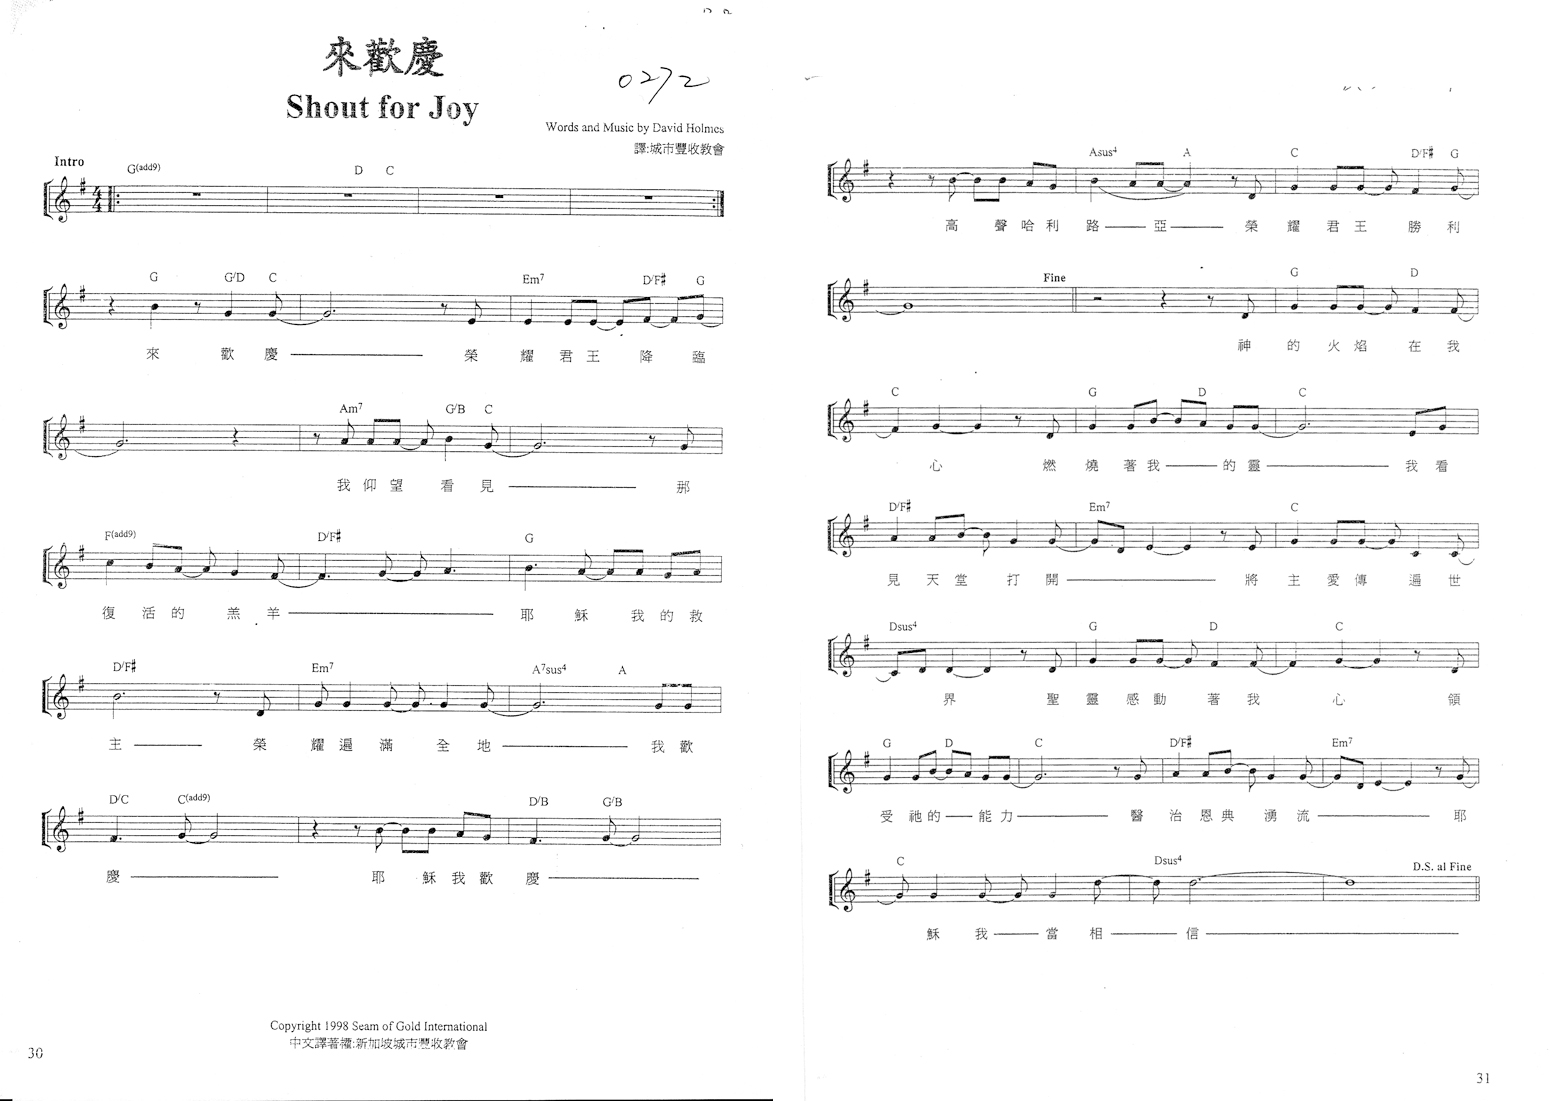 來歡慶
0272
Shout for Joy
Words and Music by David Holmes
譯:城市豐收教會
Intro
G(add9) D C
G G/D C Em7 D/F# G
來 歡 慶 榮 耀 君 王 降 臨
Am7 G/B C
我 仰 望 看 見 那
F(add9) D/F# G
復 活 的 羔 羊 耶 穌 我 的 救
D/F# Em7 A7sus4 A
主 榮 耀 遍 滿 全 地 我 歡
D/C C(add9) D/B G/B
慶 耶 穌 我 歡 慶
Copyright 1998 Seam of Gold International
中文譯著權:新加坡城市豐收教會
30
Asus4 A C D/F# G
高 聲 哈 利 路 亞 榮 耀 君 王 勝 利
Fine G D
神 的 火 焰 在 我
C G D C
心 燃 燒 著 我 的 靈 我 看
D/F# Em7 C
見 天 堂 打 開 將 主 愛 傳 遍 世
Dsus4 G D C
界 聖 靈 感 動 著 我 心 領
G D C D/F# Em7
受 祂 的 能 力 醫 治 恩 典 湧 流 耶
C Dsus4 D.S. al Fine
穌 我 當 相 信
31